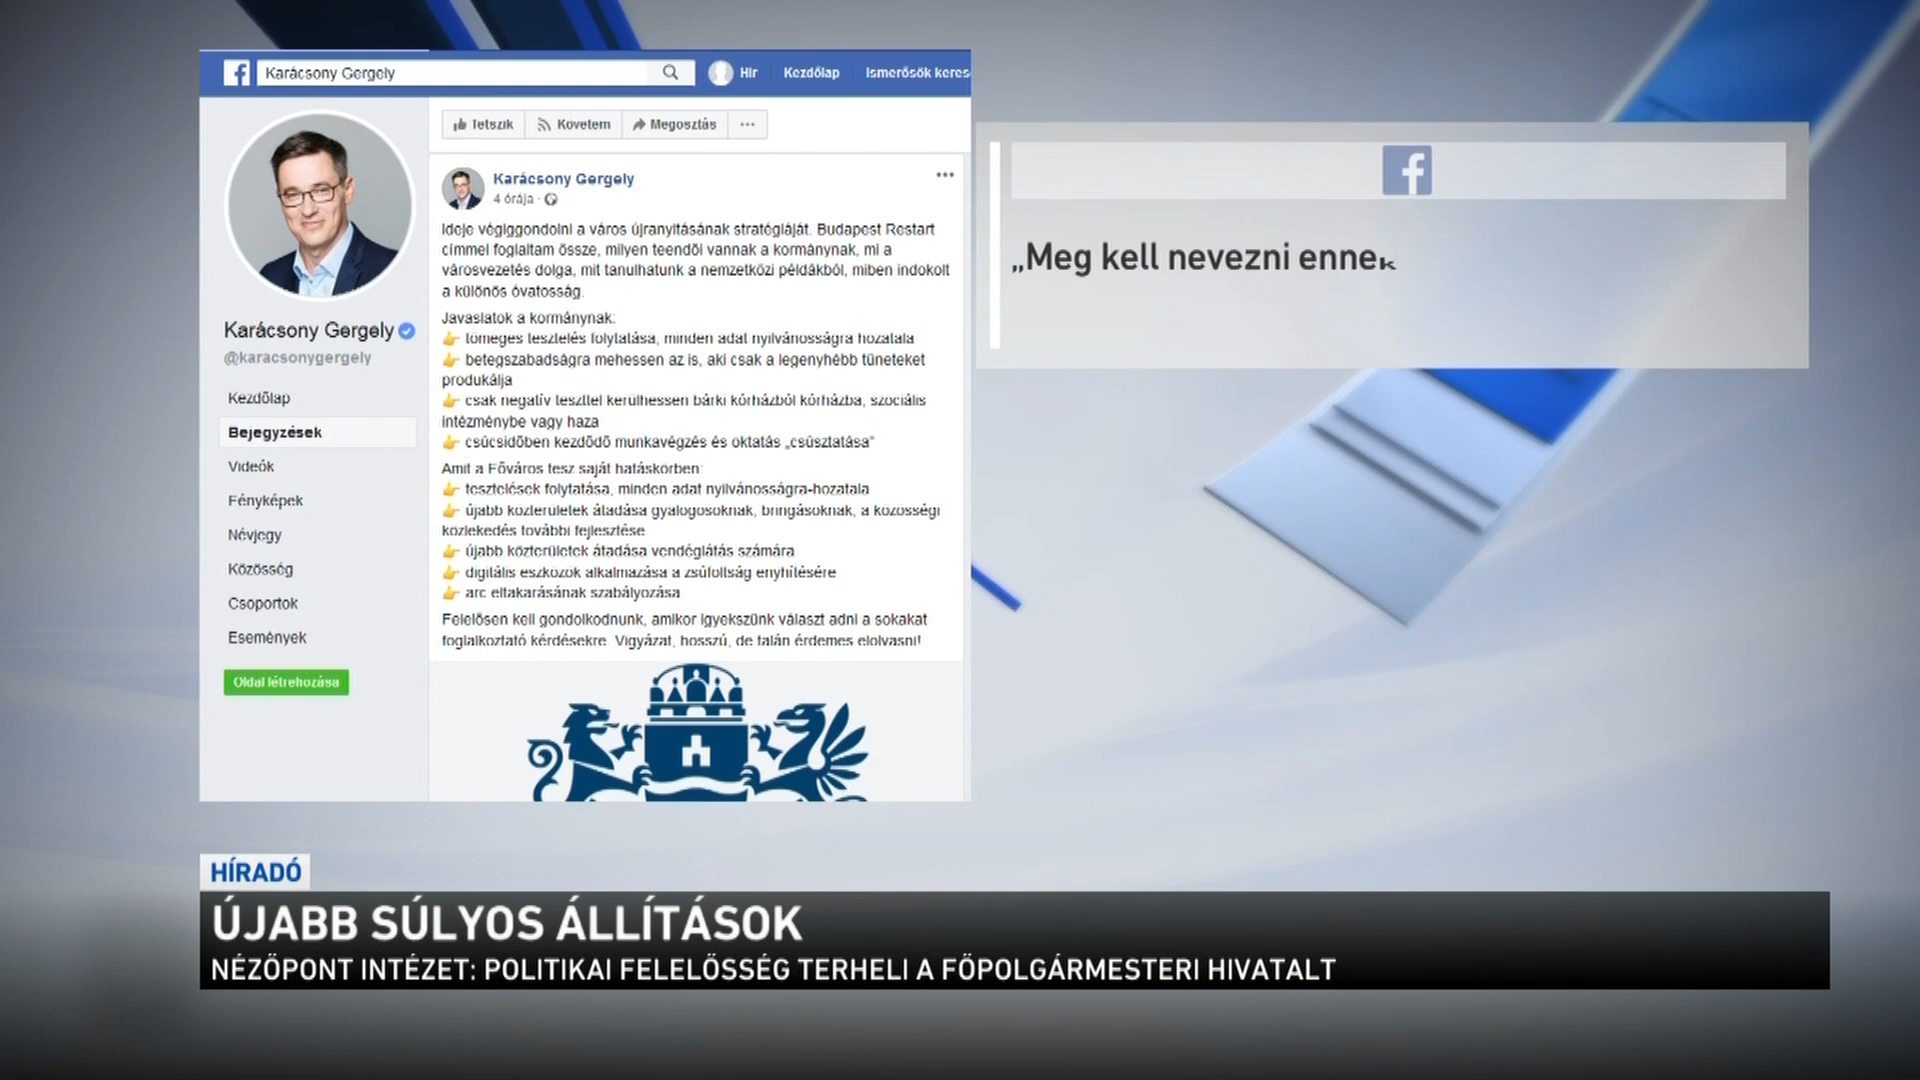 Karácsony Gergely
Hír
Kezdőlap
Ismerősök keres
Tetszik
Követem
Megosztás
Karácsony Gergely
4 órája
Ideje végiggondolni a város újranyitásának stratégiáját. Budapest Restart
címmel foglaltam össze, milyen teendői vannak a kormánynak, mi a
városvezetés dolga, mit tanulhatunk a nemzetközi példákból, miben indokolt
a különös óvatosság.
Javaslatok a kormánynak:
👉 tömeges tesztelés folytatása, minden adat nyilvánosságra hozatala
👉 betegszabadságra mehessen az is, aki csak a legenyhébb tüneteket
produkálja
👉 csak negatív teszttel kerülhessen bárki kórházból kórházba, szociális
intézménybe vagy haza
👉 csúcsidőben kezdődő munkavégzés és oktatás „csúsztatása”
Amit a Főváros tesz saját hatáskörben:
👉 tesztelések folytatása, minden adat nyilvánosságra-hozatala
👉 újabb közterületek átadása gyalogosoknak, bringásoknak, a közösségi
közlekedés további fejlesztése
👉 újabb közterületek átadása vendéglátás számára
👉 digitális eszközök alkalmazása a zsúfoltság enyhítésére
👉 arc eltakarásának szabályozása
Felelősen kell gondolkodnunk, amikor igyekszünk választ adni a sokakat
foglalkoztató kérdésekre. Vigyázat, hosszú, de talán érdemes elolvasni!
Karácsony Gergely
@karacsonygergely
Kezdőlap
Bejegyzések
Videók
Fényképek
Névjegy
Közösség
Csoportok
Események
Oldal létrehozása
„Meg kell nevezni ennek
HÍRADÓ
ÚJABB SÚLYOS ÁLLÍTÁSOK
NÉZŐPONT INTÉZET: POLITIKAI FELELŐSSÉG TERHELI A FŐPOLGÁRMESTERI HIVATALT